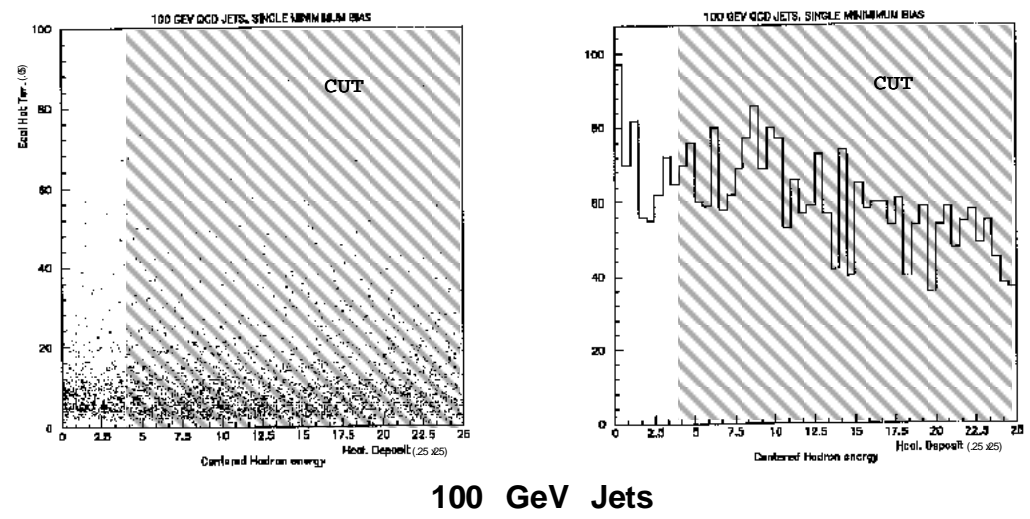 100 GEV QCD JETS, SINGLE MINIMUM BIAS
100
80
60
40
20
0
Ecal Hot Tow. (.05)
CUT
0 2.5 5 7.5 10 12.5 15 17.5 20 22.5 25
Hcal. Deposit (.25 x25)
Centered Hadron energy
100 GEV QCD JETS, SINGLE MINIMUM BIAS
100
80
60
40
20
0
CUT
0 2.5 5 7.5 10 12.5 15 17.5 20 22.5 25
Hcal. Deposit (.25 x25)
Centered Hadron energy
100 GeV Jets